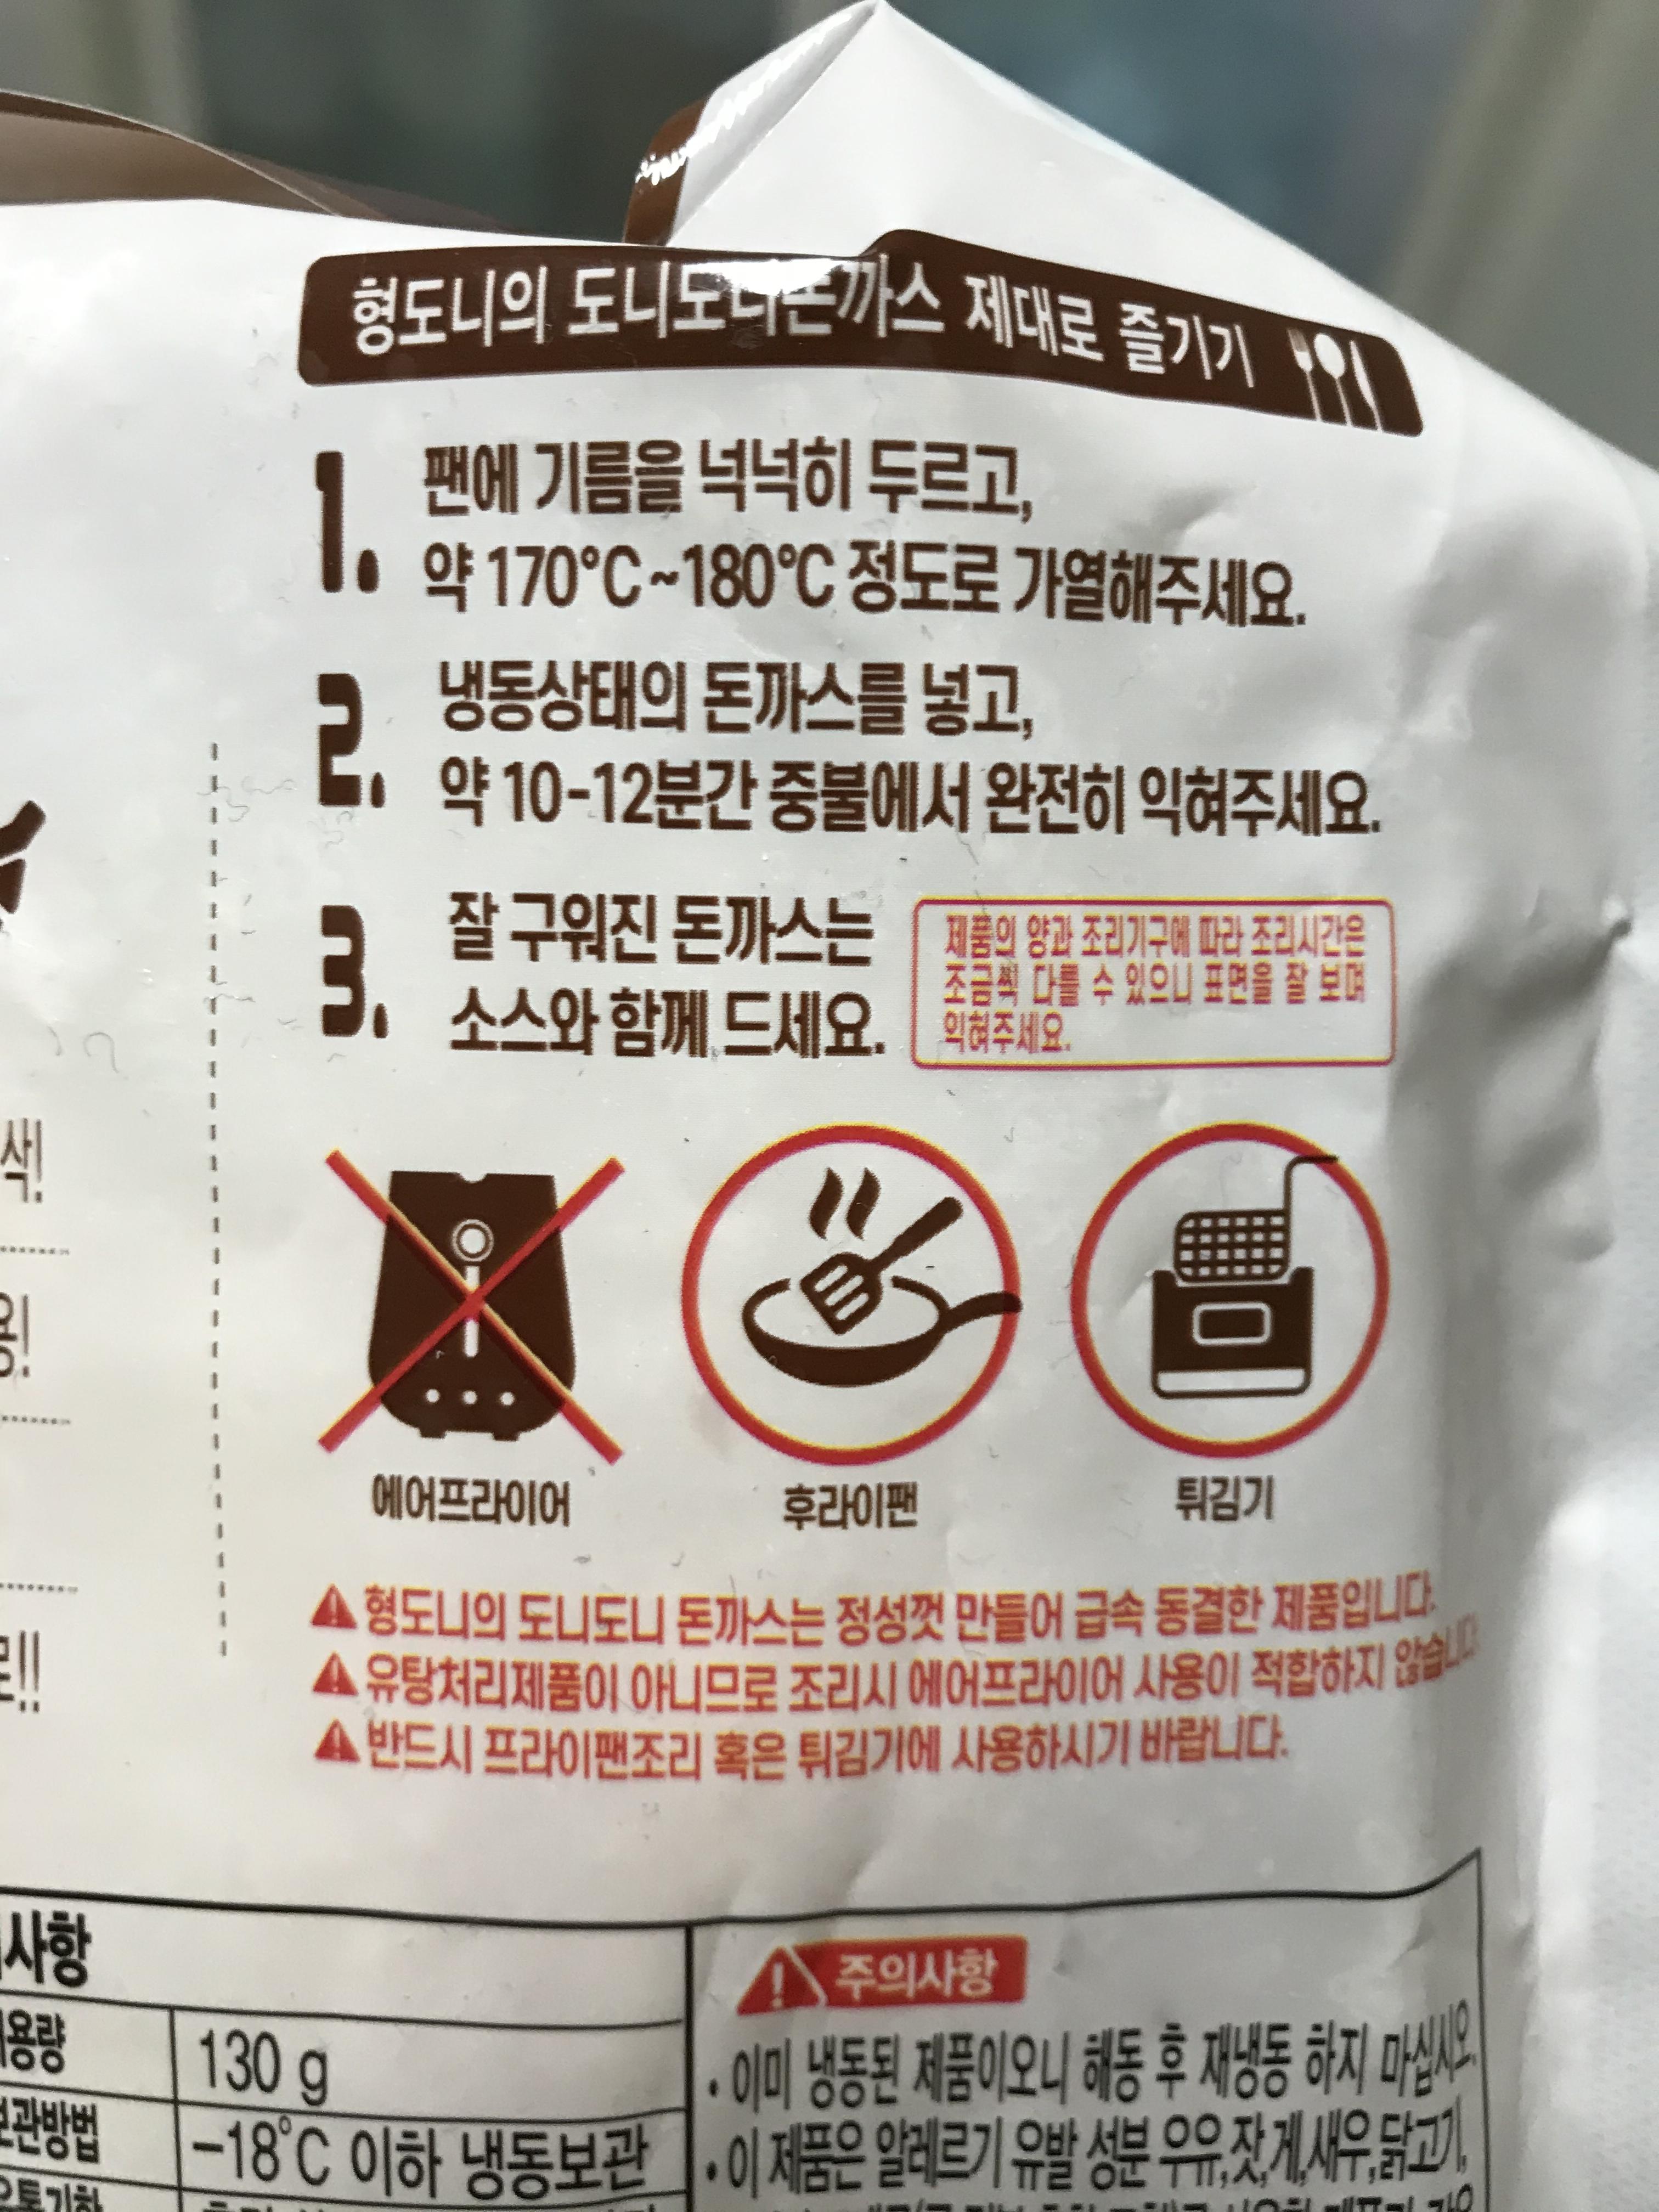 형도니의 도니도니돈까스 제대로 즐기기
1. 팬에 기름을 넉넉히 두르고,
약 170°C~180°C 정도로 가열해주세요.
2. 냉동상태의 돈까스를 넣고,
약 10-12분간 중불에서 완전히 익혀주세요.
3. 잘 구워진 돈까스는
소스와 함께 드세요.
제품의 양과 조리기구에 따라 조리시간은
조금씩 다를 수 있으니 표면을 잘 보며
익혀주세요.
에어프라이어
후라이팬
튀김기
형도니의 도니도니 돈까스는 정성껏 만들어 급속 동결한 제품입니다.
유탕처리제품이 아니므로 조리시 에어프라이어 사용이 적합하지 않습니다
반드시 프라이팬조리 혹은 튀김기에 사용하시기 바랍니다.
사항
용량 130 g
관방법 -18°C 이하 냉동보관
주의사항
· 이미 냉동된 제품이오니 해동 후 재냉동 하지 마십시오.
· 이 제품은 알레르기 유발 성분 우유,잣,게,새우,닭고기,